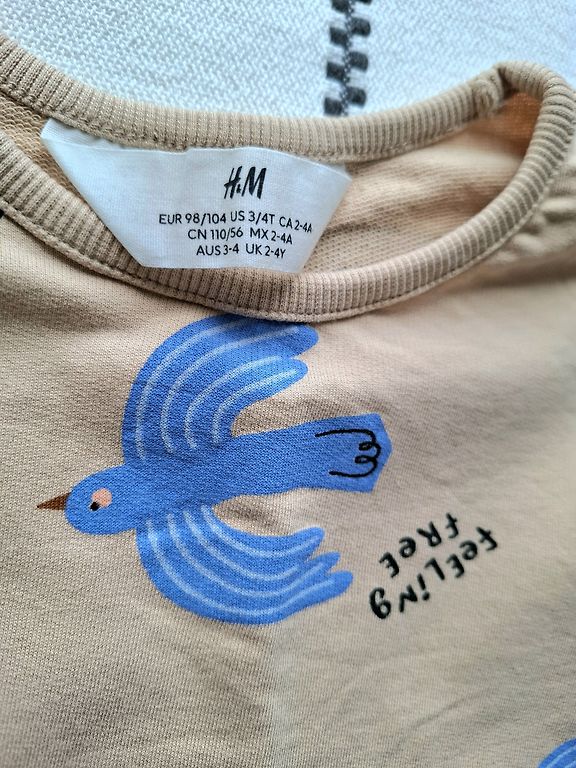 H&M
EUR 98/104 US 3/4T CA 2-4A
CN 110/56 MX 2-4A
AUS 3-4 UK 2-4Y
FEELiNg
FREE